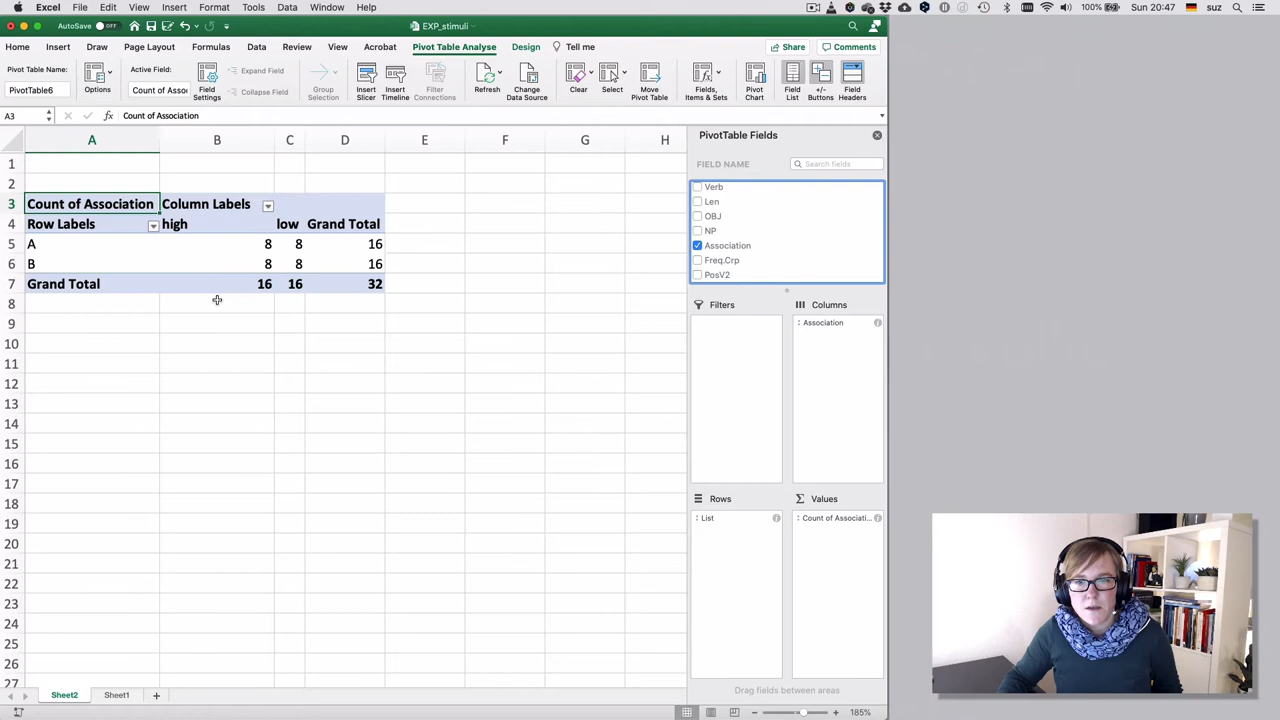 Excel File Edit View Insert Format Tools Data Window Help
100% Sun 20:47 suz
AutoSave OFF EXP_stimuli
Home Insert Draw Page Layout Formulas Data Review View Acrobat Pivot Table Analyse Design Tell me Share Comments
Pivot Table Name:
PivotTable6
Options
Count of Assoc
Field
Settings
Expand Field
Collapse Field
Group
Selection
Insert
Slicer
Insert
Timeline
Filter
Connections
Refresh
Change
Data Source
Clear
Select
Move
Pivot Table
Fields,
Items & Sets
Pivot
Chart
Field
List
+/-
Buttons
Field
Headers
A3 fx Count of Association
A B C D E F G H
1
2
3 Count of Association Column Labels
4 Row Labels high low Grand Total
5 A 8 8 16
6 B 8 8 16
7 Grand Total 16 16 32
8
9
10
11
12
13
14
15
16
17
18
19
20
21
22
23
24
25
26
27
PivotTable Fields
FIELD NAME Search fields
Verb
Len
OBJ
NP
Association
Freq.Crp
PosV2
Filters
Columns
Association
Rows
List
Values
Count of Associati...
Drag fields between areas
Sheet2 Sheet1 +
185%